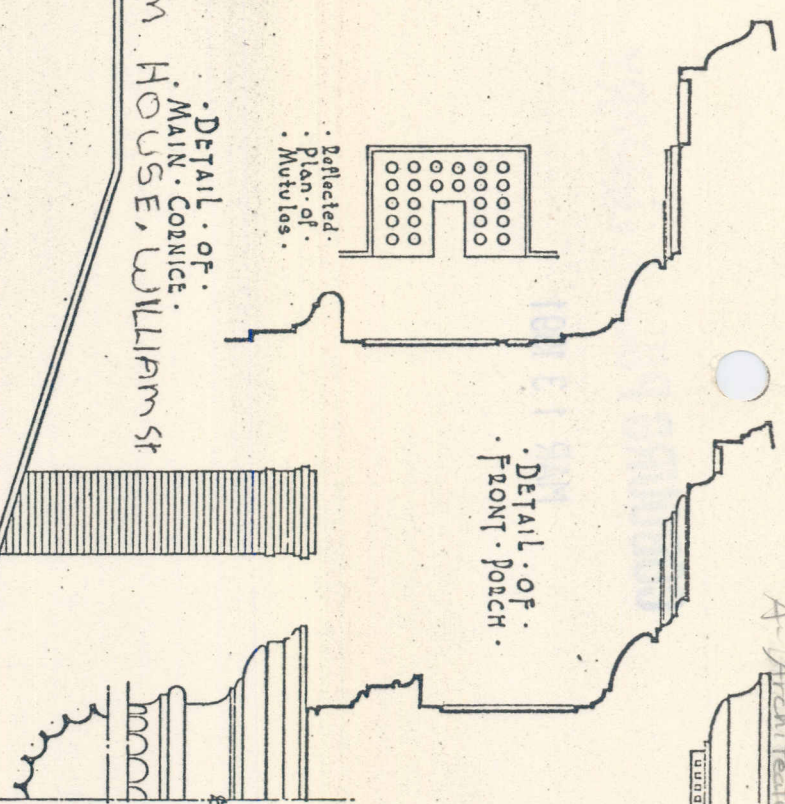 · Reflected ·
· Plan · of ·
· Mutules ·
· DETAIL · OF ·
· MAIN · CORNICE ·
HOUSE, WILLIAM St
· DETAIL · OF ·
· FRONT · PORCH ·